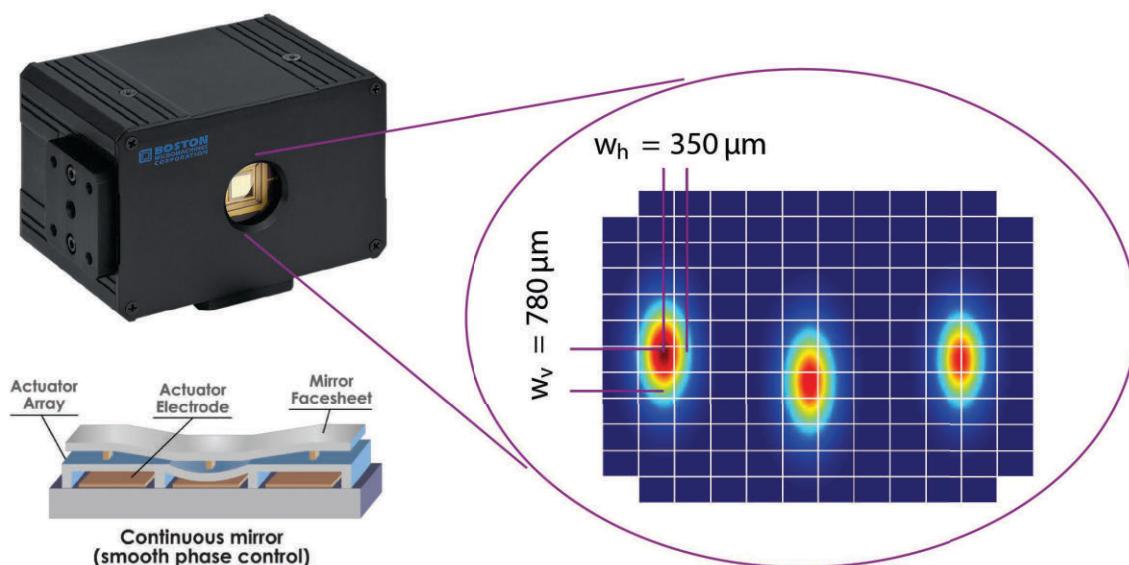 BOSTON
MICROMACHINES
CORPORATION
wₕ = 350 µm
wᵥ = 780 µm
Actuator
Array
Actuator
Electrode
Mirror
Facesheet
Continuous mirror
(smooth phase control)